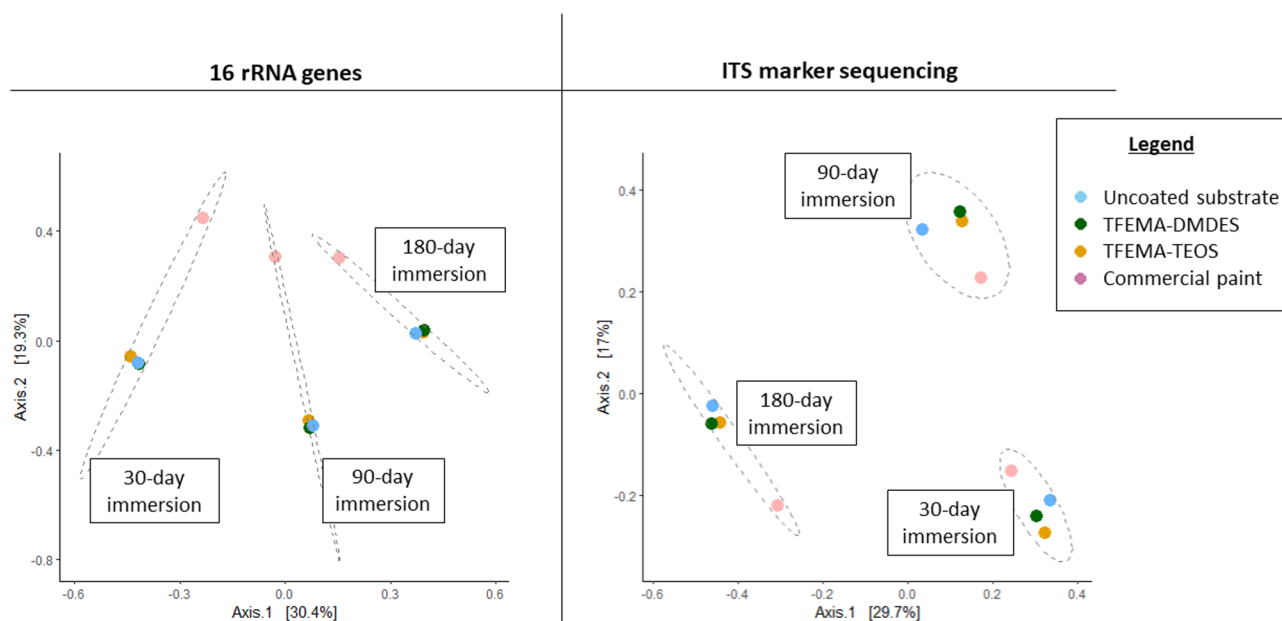 16 rRNA genes
ITS marker sequencing
Legend
Uncoated substrate
TFEMA-DMDES
TFEMA-TEOS
Commercial paint
0.4
0.0
-0.4
-0.8
Axis.2 [19.3%]
-0.6
-0.3
0.0
0.3
0.6
Axis.1 [30.4%]
30-day
immersion
90-day
immersion
180-day
immersion
0.4
0.2
0.0
-0.2
Axis.2 [17%]
-0.6
-0.4
-0.2
0.0
0.2
0.4
Axis.1 [29.7%]
90-day
immersion
180-day
immersion
30-day
immersion